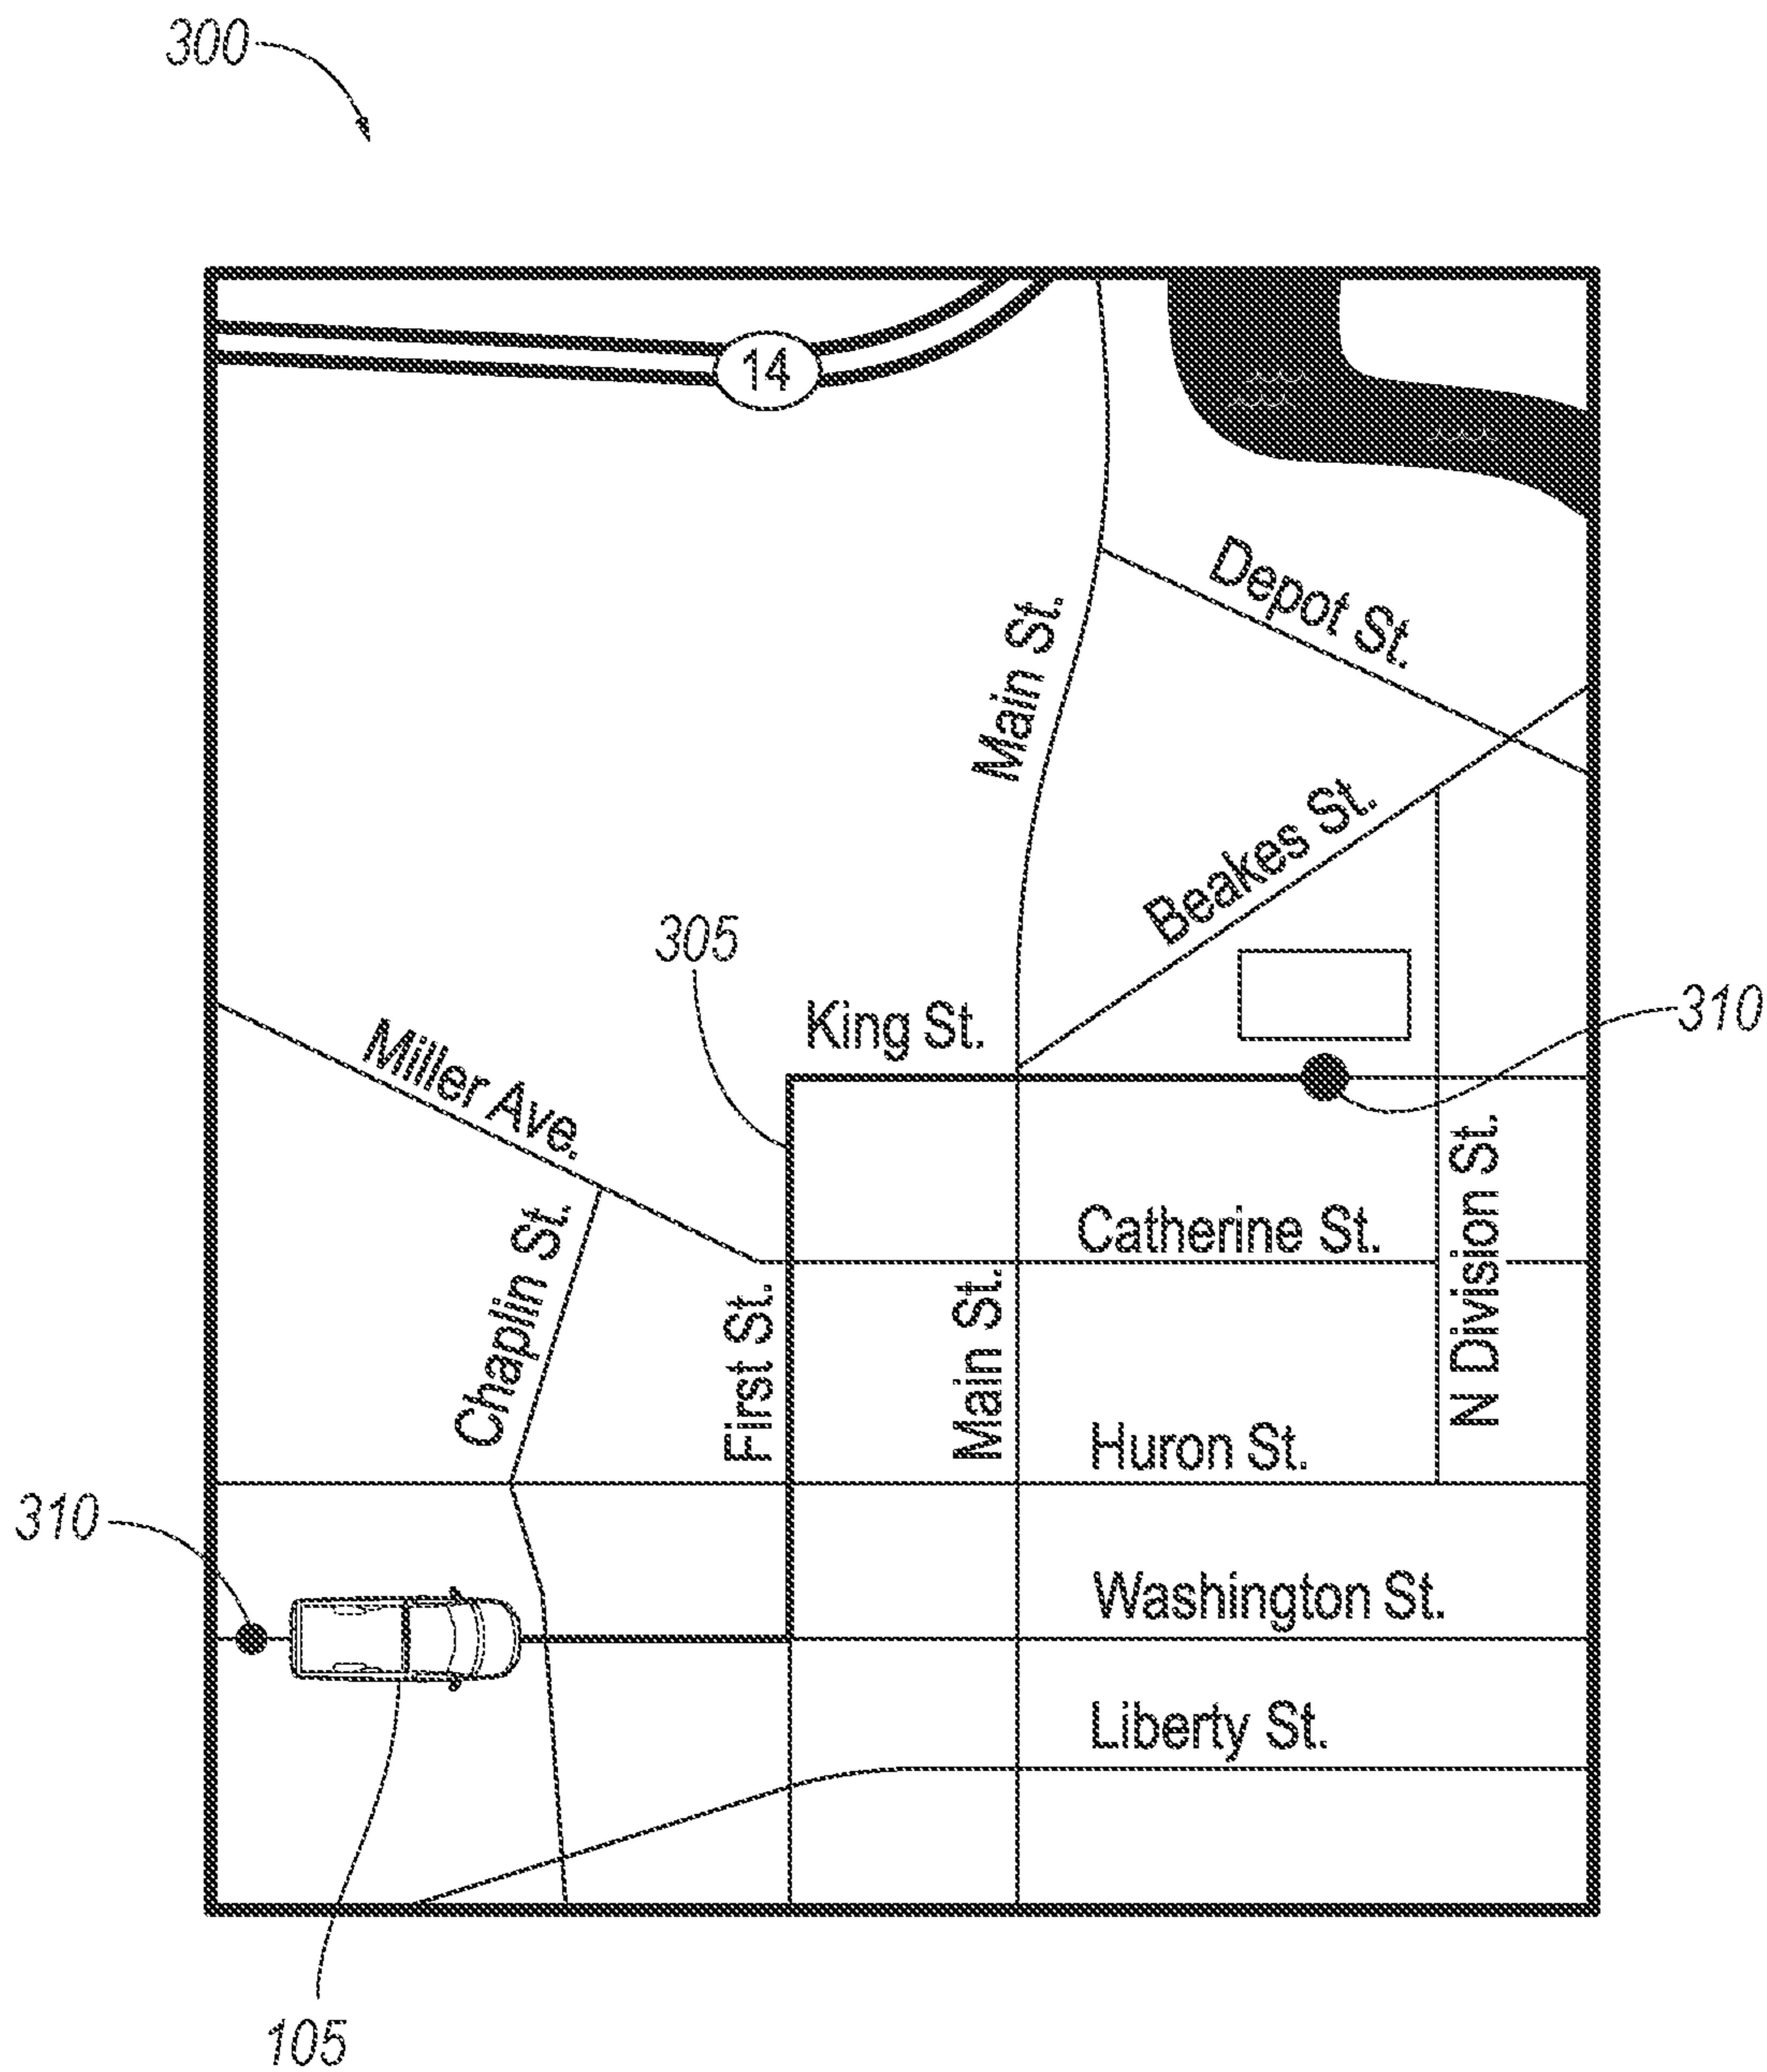 300
14
Depot St.
Main St.
Beakes St.
305
King St.
310
Miller Ave.
Catherine St.
N Division St.
Chaplin St.
First St.
Main St.
Huron St.
310
Washington St.
Liberty St.
105